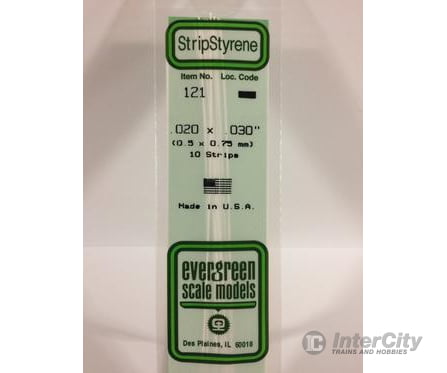 StripStyrene
Item No. Loc. Code
121
.020 x .030"
(0.5 x 0.75 mm)
10 Strips
Made in U.S.A.
evergreen
scale models
Des Plaines, IL 60018
IC InterCity
TRAINS AND HOBBIES